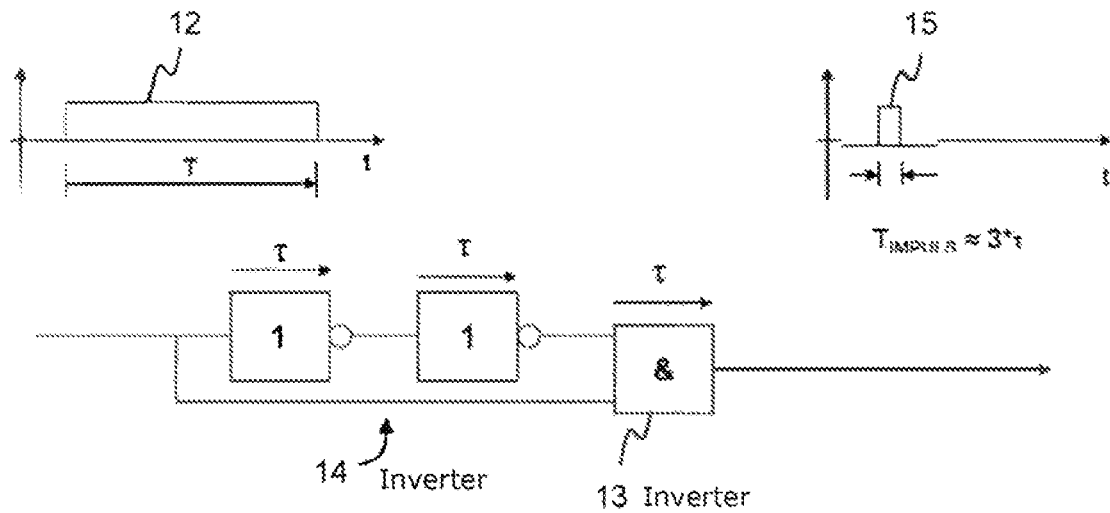 12
15
t
T
t
T_IMPULS ≈ 3*τ
τ
τ
τ
1
1
&
14 Inverter
13 Inverter